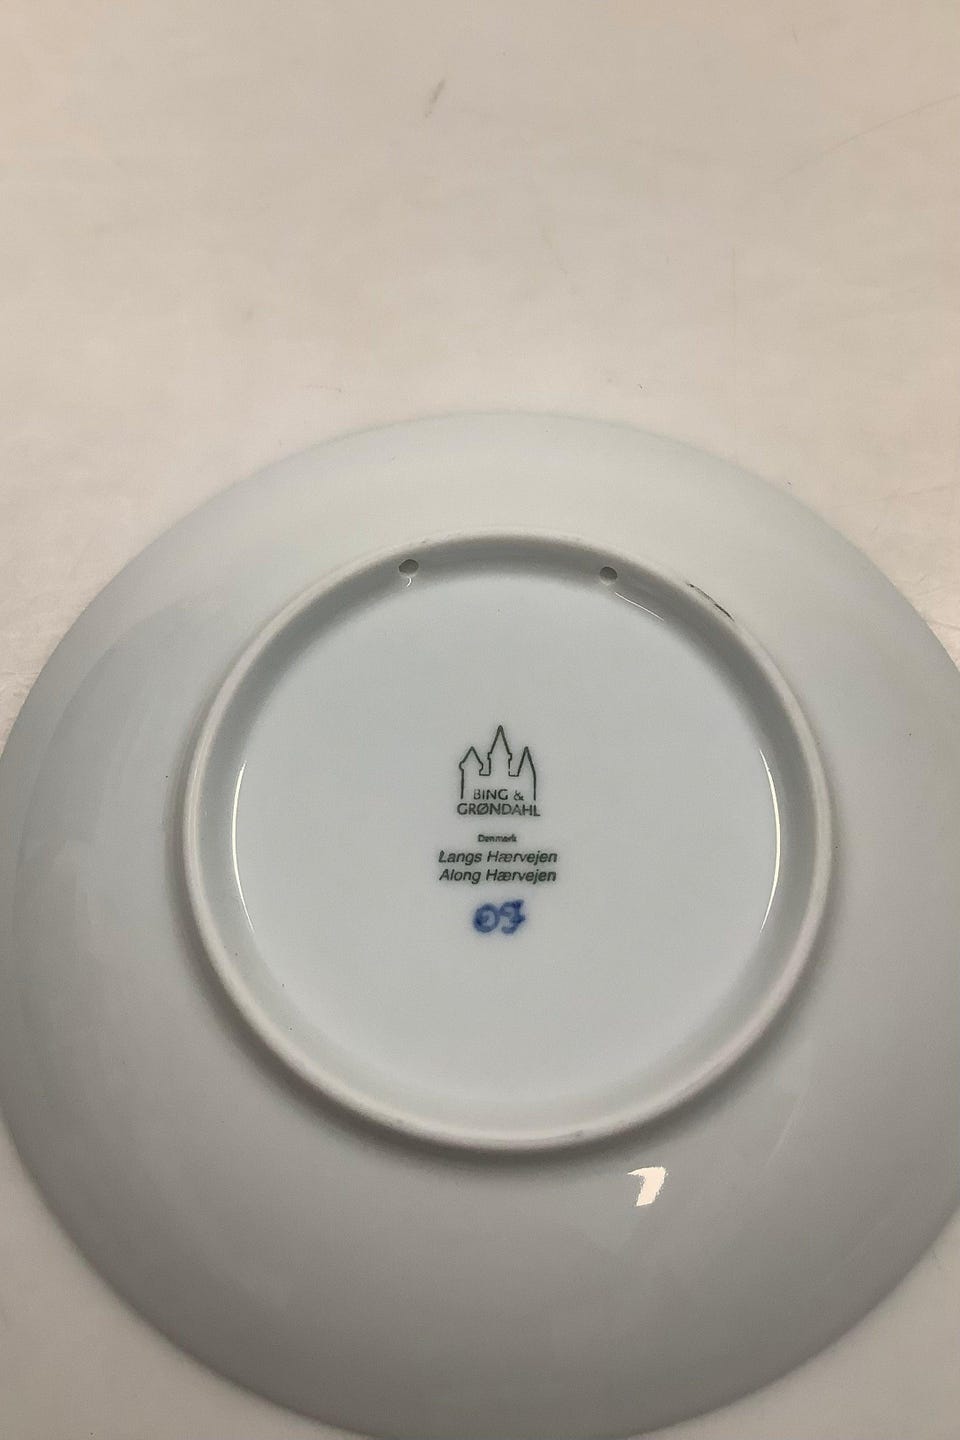 BING &
GRØNDAHL
Denmark
Langs Hærvejen
Along Hærvejen